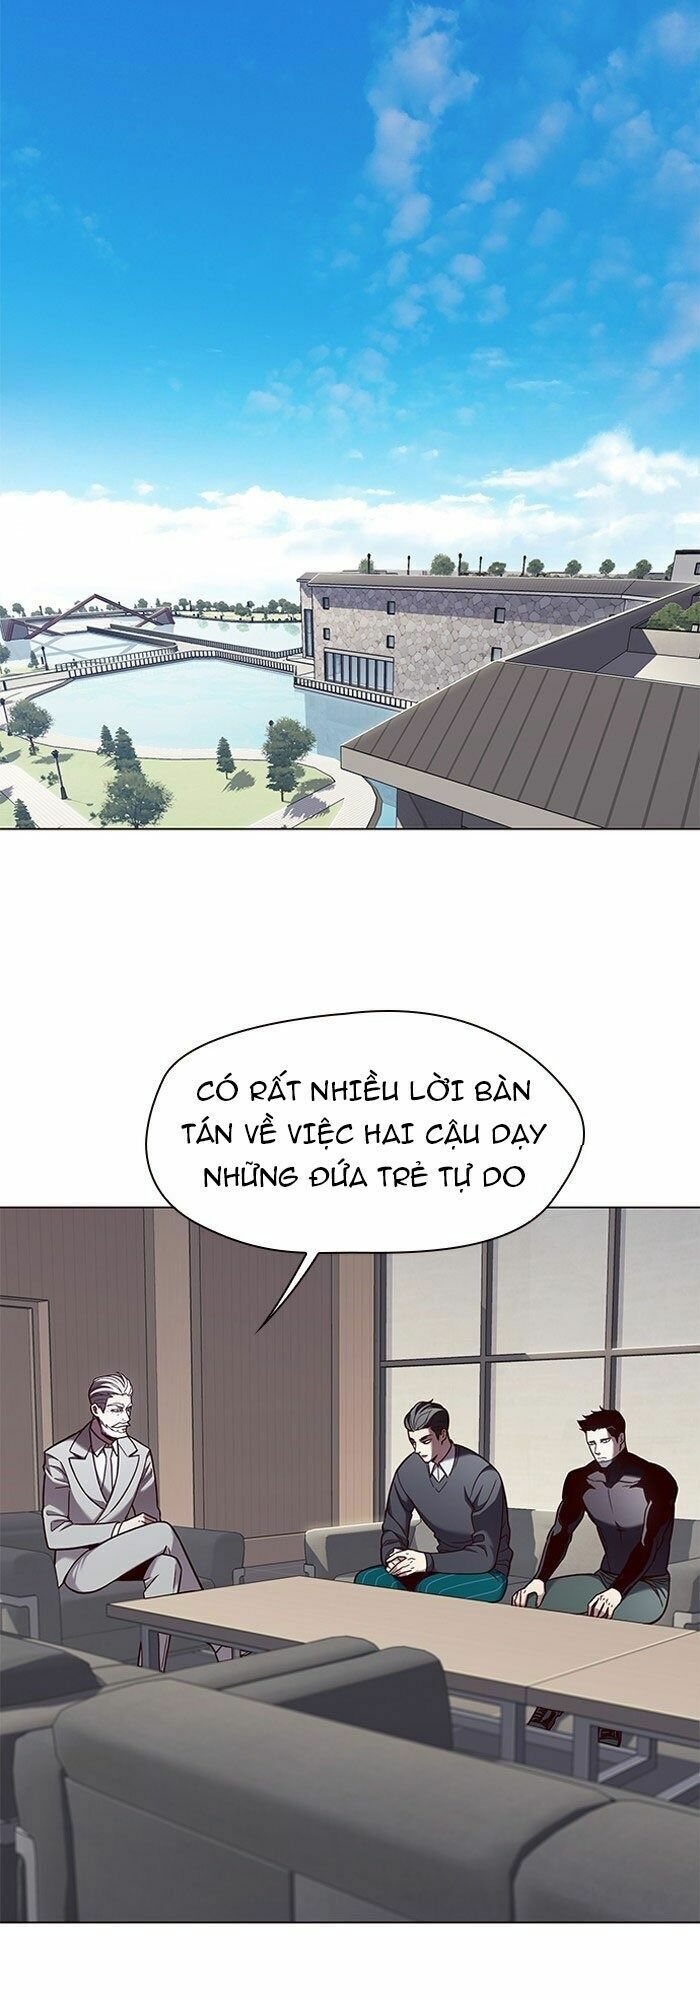 CÓ RẤT NHIỀU LỜI BÀN
TÁN VỀ VIỆC HAI CẬU DẠY
NHỮNG ĐỨA TRẺ TỰ DO